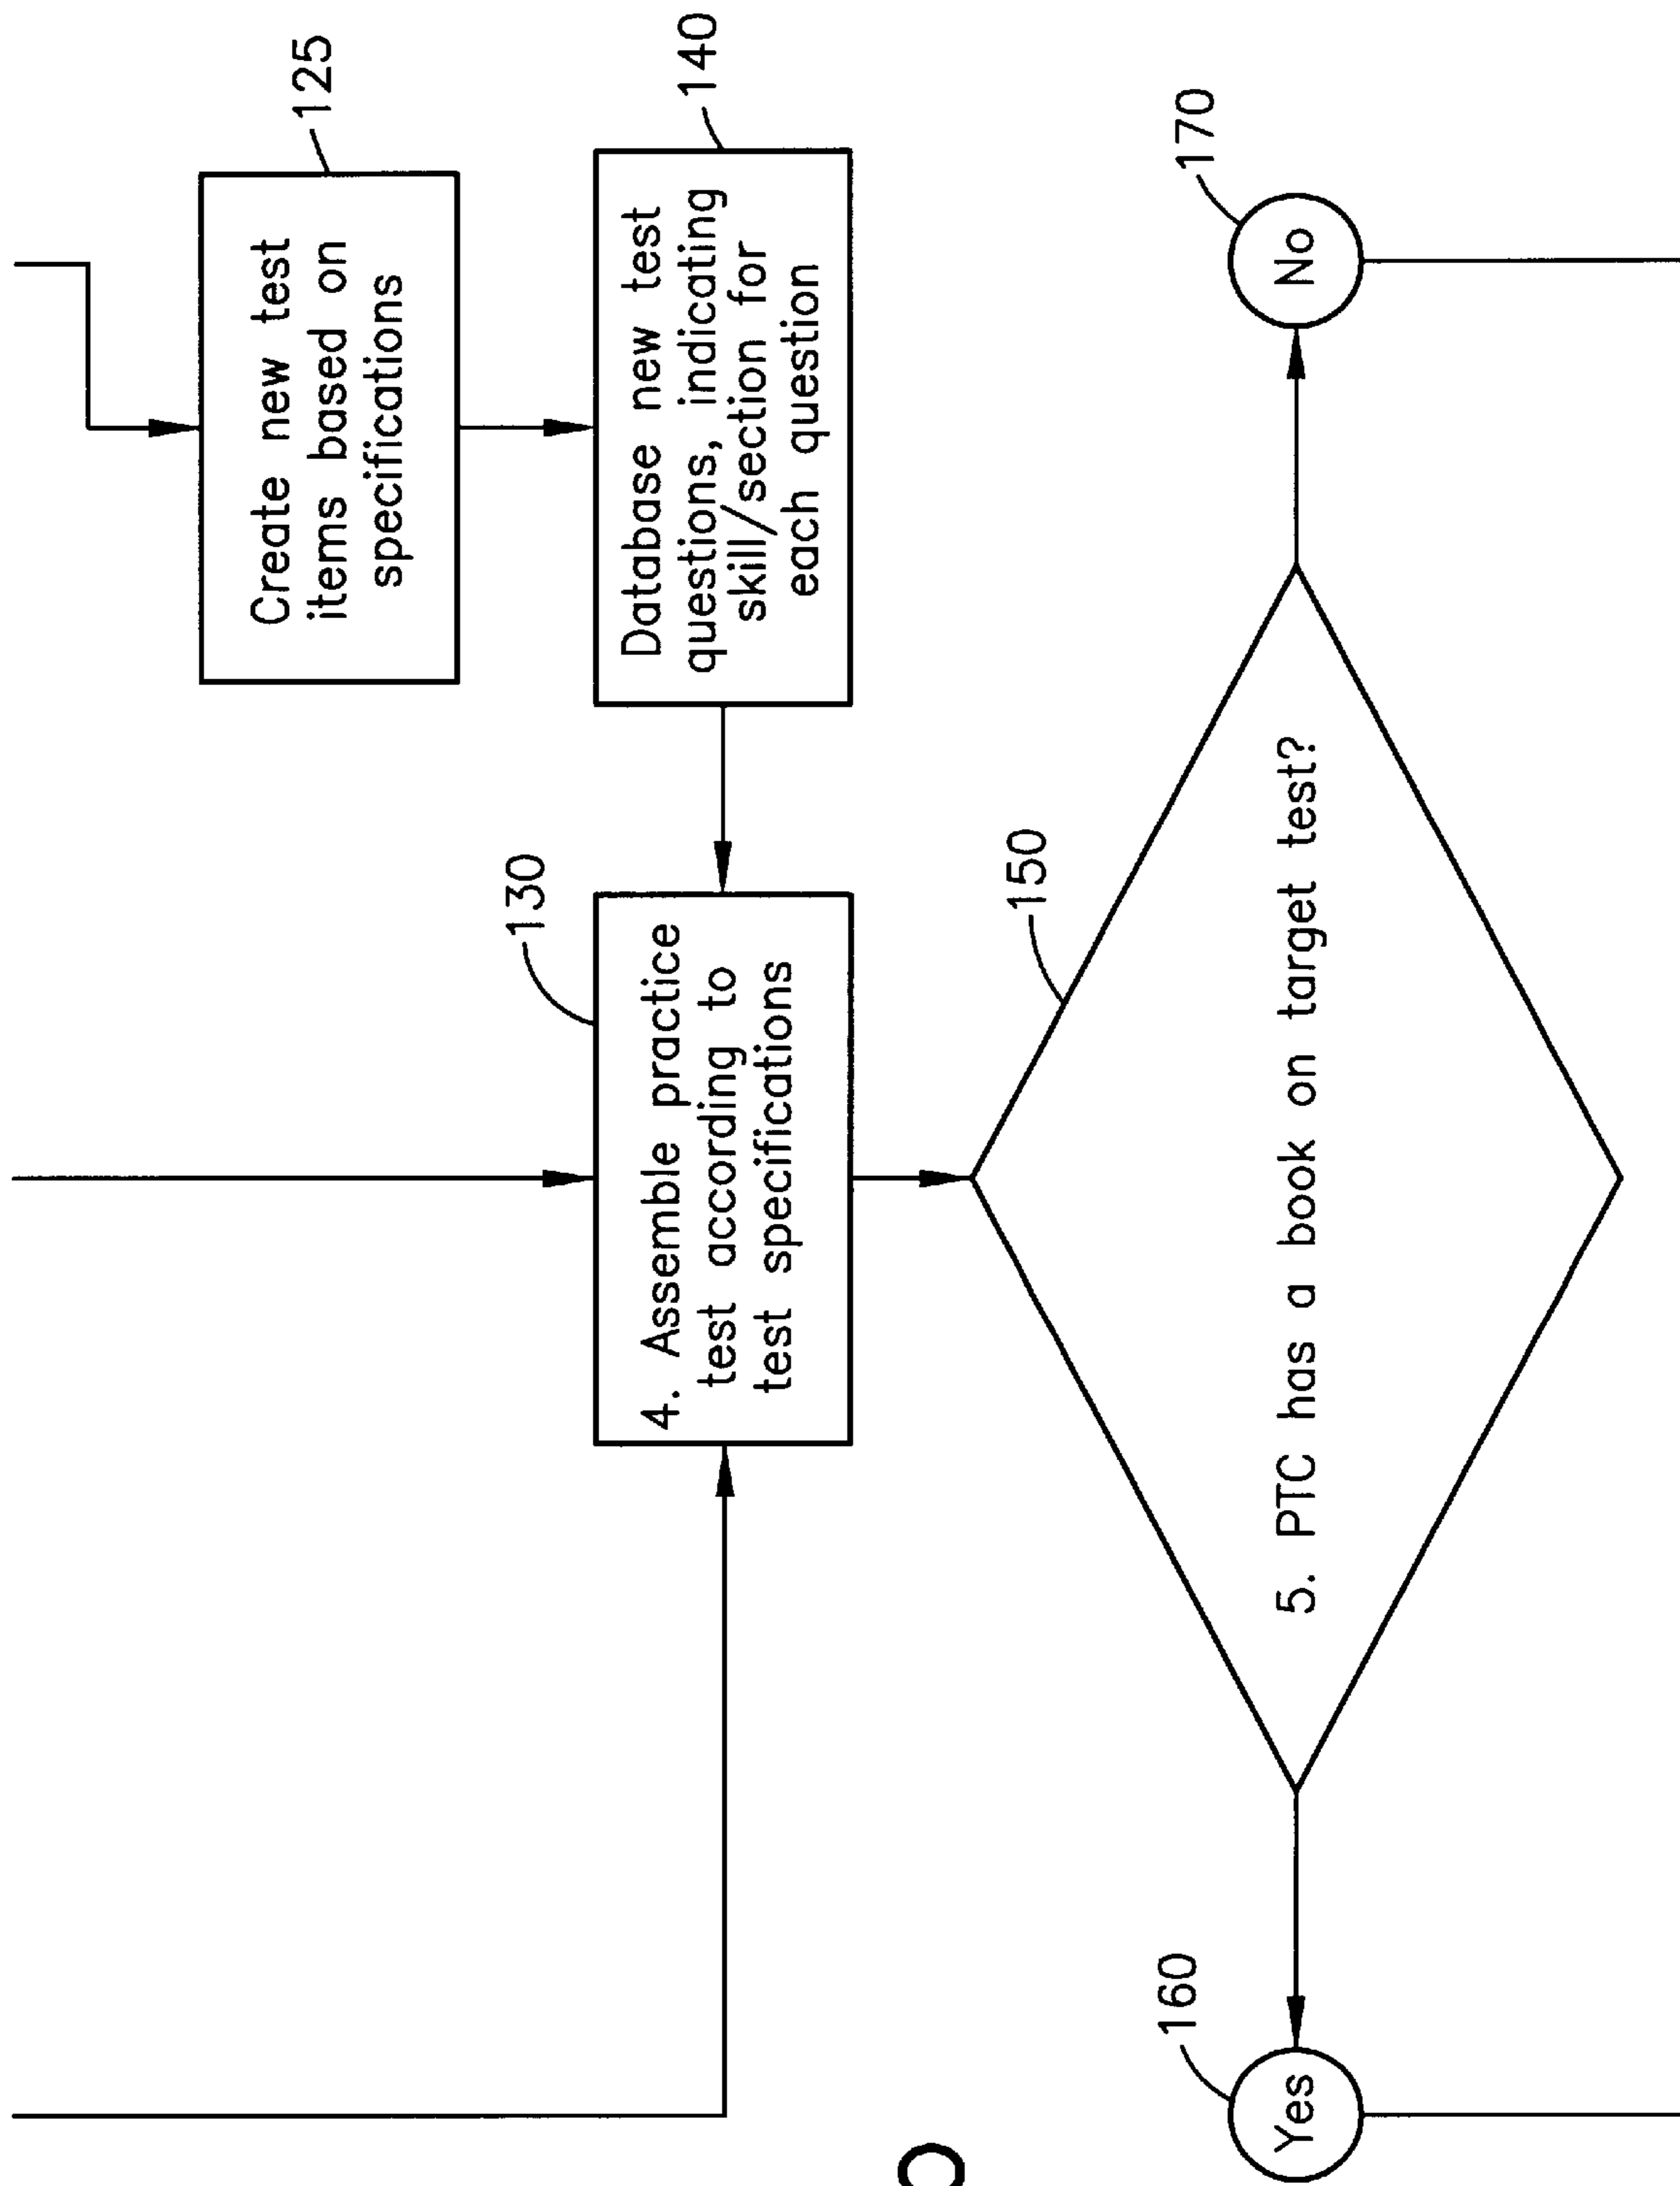 125
Create new test
items based on
specifications
140
Database new test
questions, indicating
skill/section for
each question
130
4. Assemble practice
test according to
test specifications
150
5. PTC has a book on target test?
160
Yes
170
No